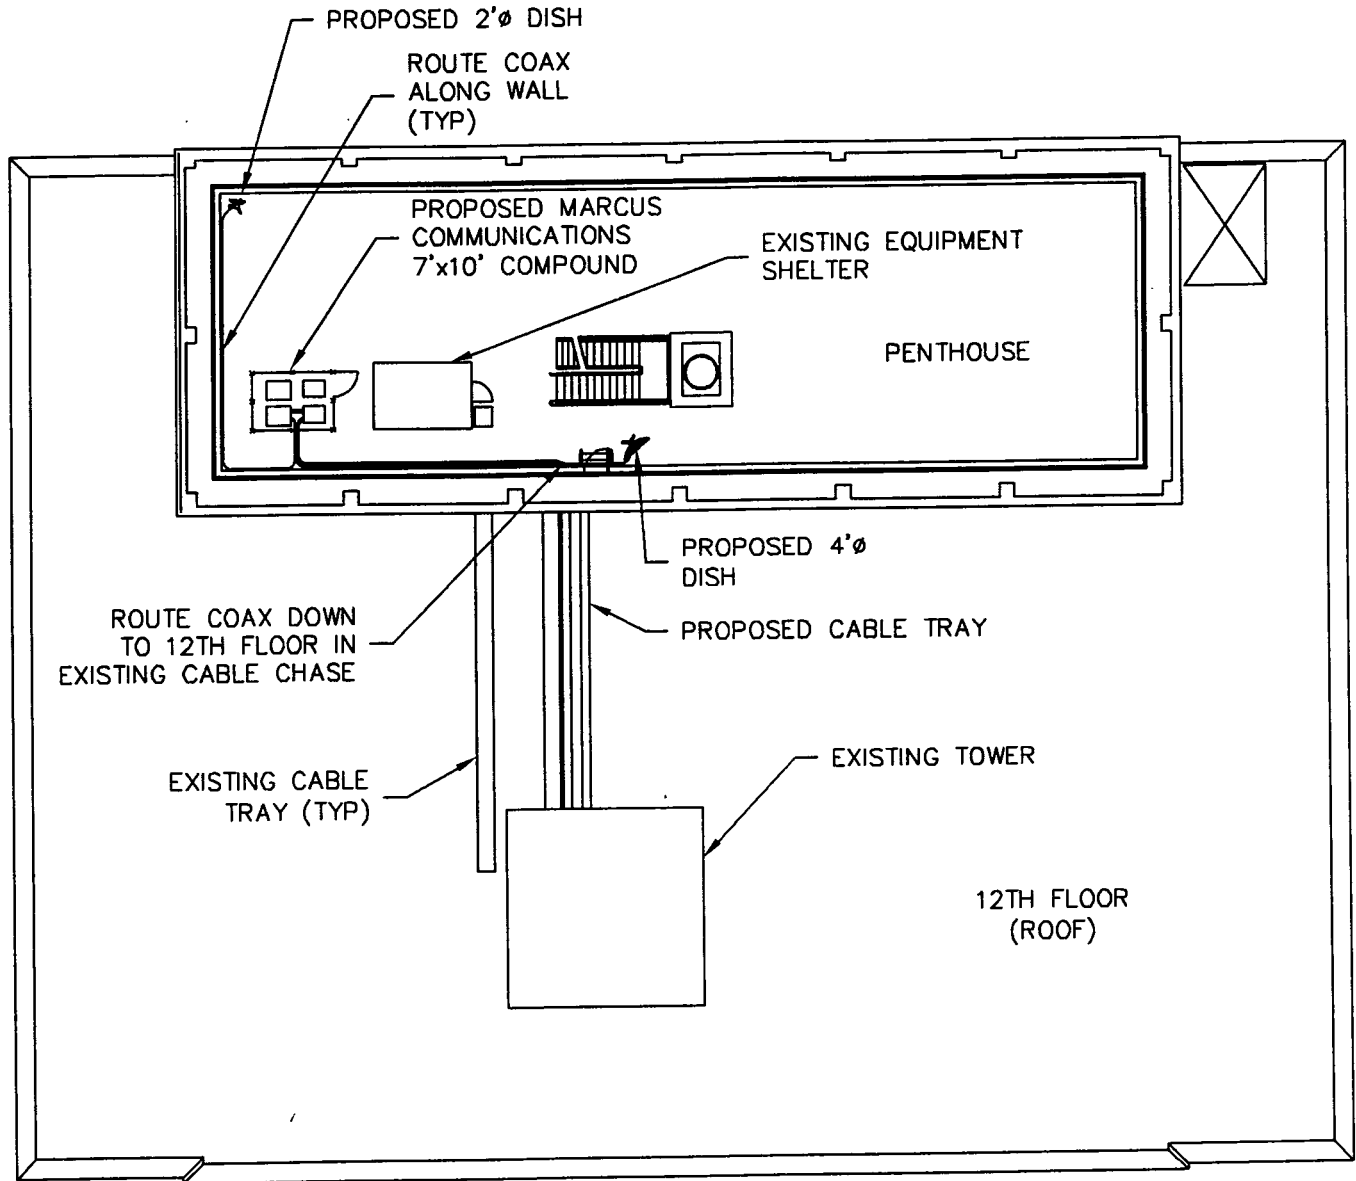 PROPOSED 2'ø DISH
ROUTE COAX
ALONG WALL
(TYP)
PROPOSED MARCUS
COMMUNICATIONS
7'x10' COMPOUND
EXISTING EQUIPMENT
SHELTER
PENTHOUSE
PROPOSED 4'ø
DISH
ROUTE COAX DOWN
TO 12TH FLOOR IN
EXISTING CABLE CHASE
PROPOSED CABLE TRAY
EXISTING CABLE
TRAY (TYP)
EXISTING TOWER
12TH FLOOR
(ROOF)